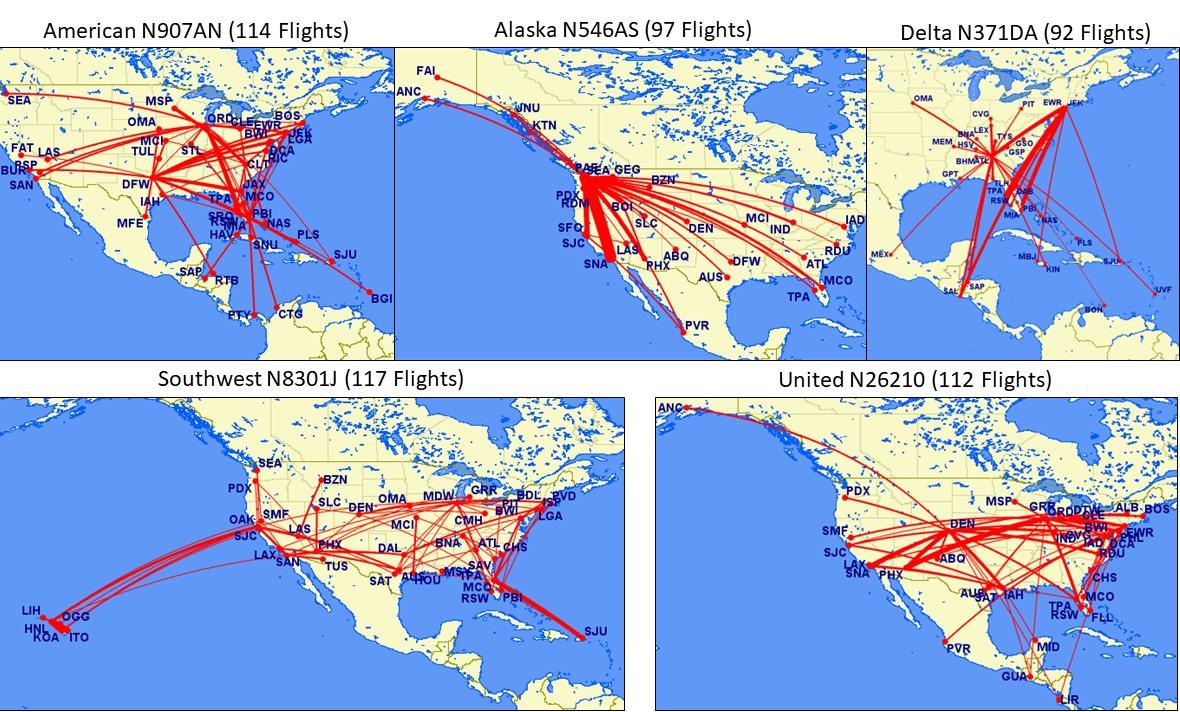 American N907AN (114 Flights)
SEA
MSP
OMA
ORD
CLE
EWR
BOS
BWI
JFK
LGA
FAT
LAS
MCI
TUL
STL
DCA
RIC
CLT
PSP
BUR
SAN
DFW
JAX
MCO
TPA
IAH
SRQ
RSW
PBI
MIA
NAS
MFE
HAV
SNU
PLS
SJU
SAP
RTB
BGI
PTY
CTG
Alaska N546AS (97 Flights)
FAI
ANC
JNU
KTN
PAE
SEA
GEG
BZN
PDX
RDM
BOI
SLC
MCI
IND
IAD
SFO
SJC
DEN
RDU
LAS
ABQ
SNA
PHX
DFW
ATL
AUS
MCO
TPA
PVR
Delta N371DA (92 Flights)
OMA
PIT
EWR
JFK
CVG
LEX
BNA
TYS
MEM
HSV
GSO
GSP
BHM
ATL
GPT
TLH
TPA
DAB
RSW
PBI
MIA
NAS
MEX
PLS
MBJ
KIN
SJU
SAL
SAP
UVF
BON
Southwest N8301J (117 Flights)
SEA
PDX
BZN
GRR
OMA
MDW
BDL
PVD
SLC
DEN
PIT
ISP
BWI
LGA
OAK
SMF
SJC
LAS
MCI
CMH
PHX
BNA
ATL
CHS
LAX
SAN
DAL
TUS
SAV
SAT
AUS
HOU
MSY
TPA
MCO
RSW
PBI
LIH
OGG
HNL
KOA
ITO
SJU
United N26210 (112 Flights)
ANC
PDX
MSP
GRR
ORD
DTW
CLE
ALB
BOS
SMF
DEN
BWI
EWR
SJC
IND
CVG
IAD
DCA
PHL
RDU
LAX
SNA
PHX
ABQ
CHS
AUS
SAT
IAH
MCO
TPA
RSW
FLL
PVR
MID
GUA
LIR